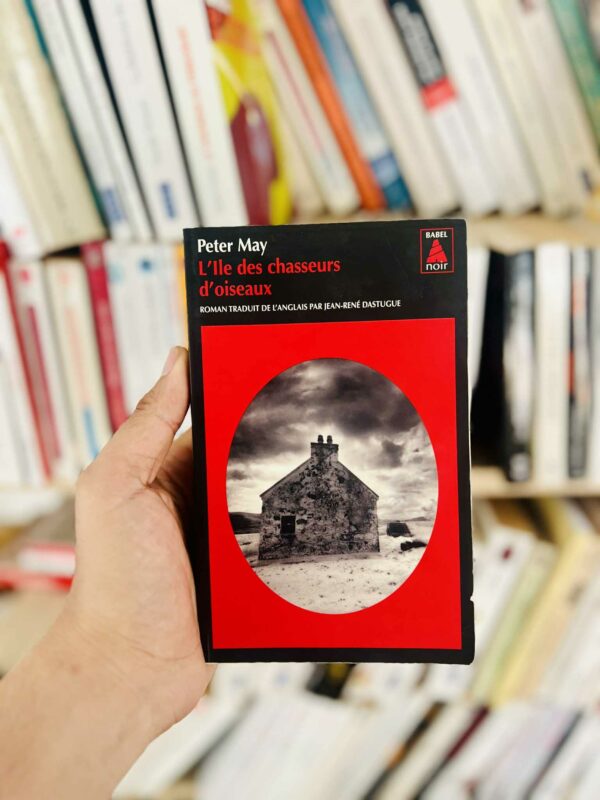 Peter May
L'Ile des chasseurs
d'oiseaux
ROMAN TRADUIT DE L'ANGLAIS PAR JEAN-RENÉ DASTUGUE
BABEL
noir